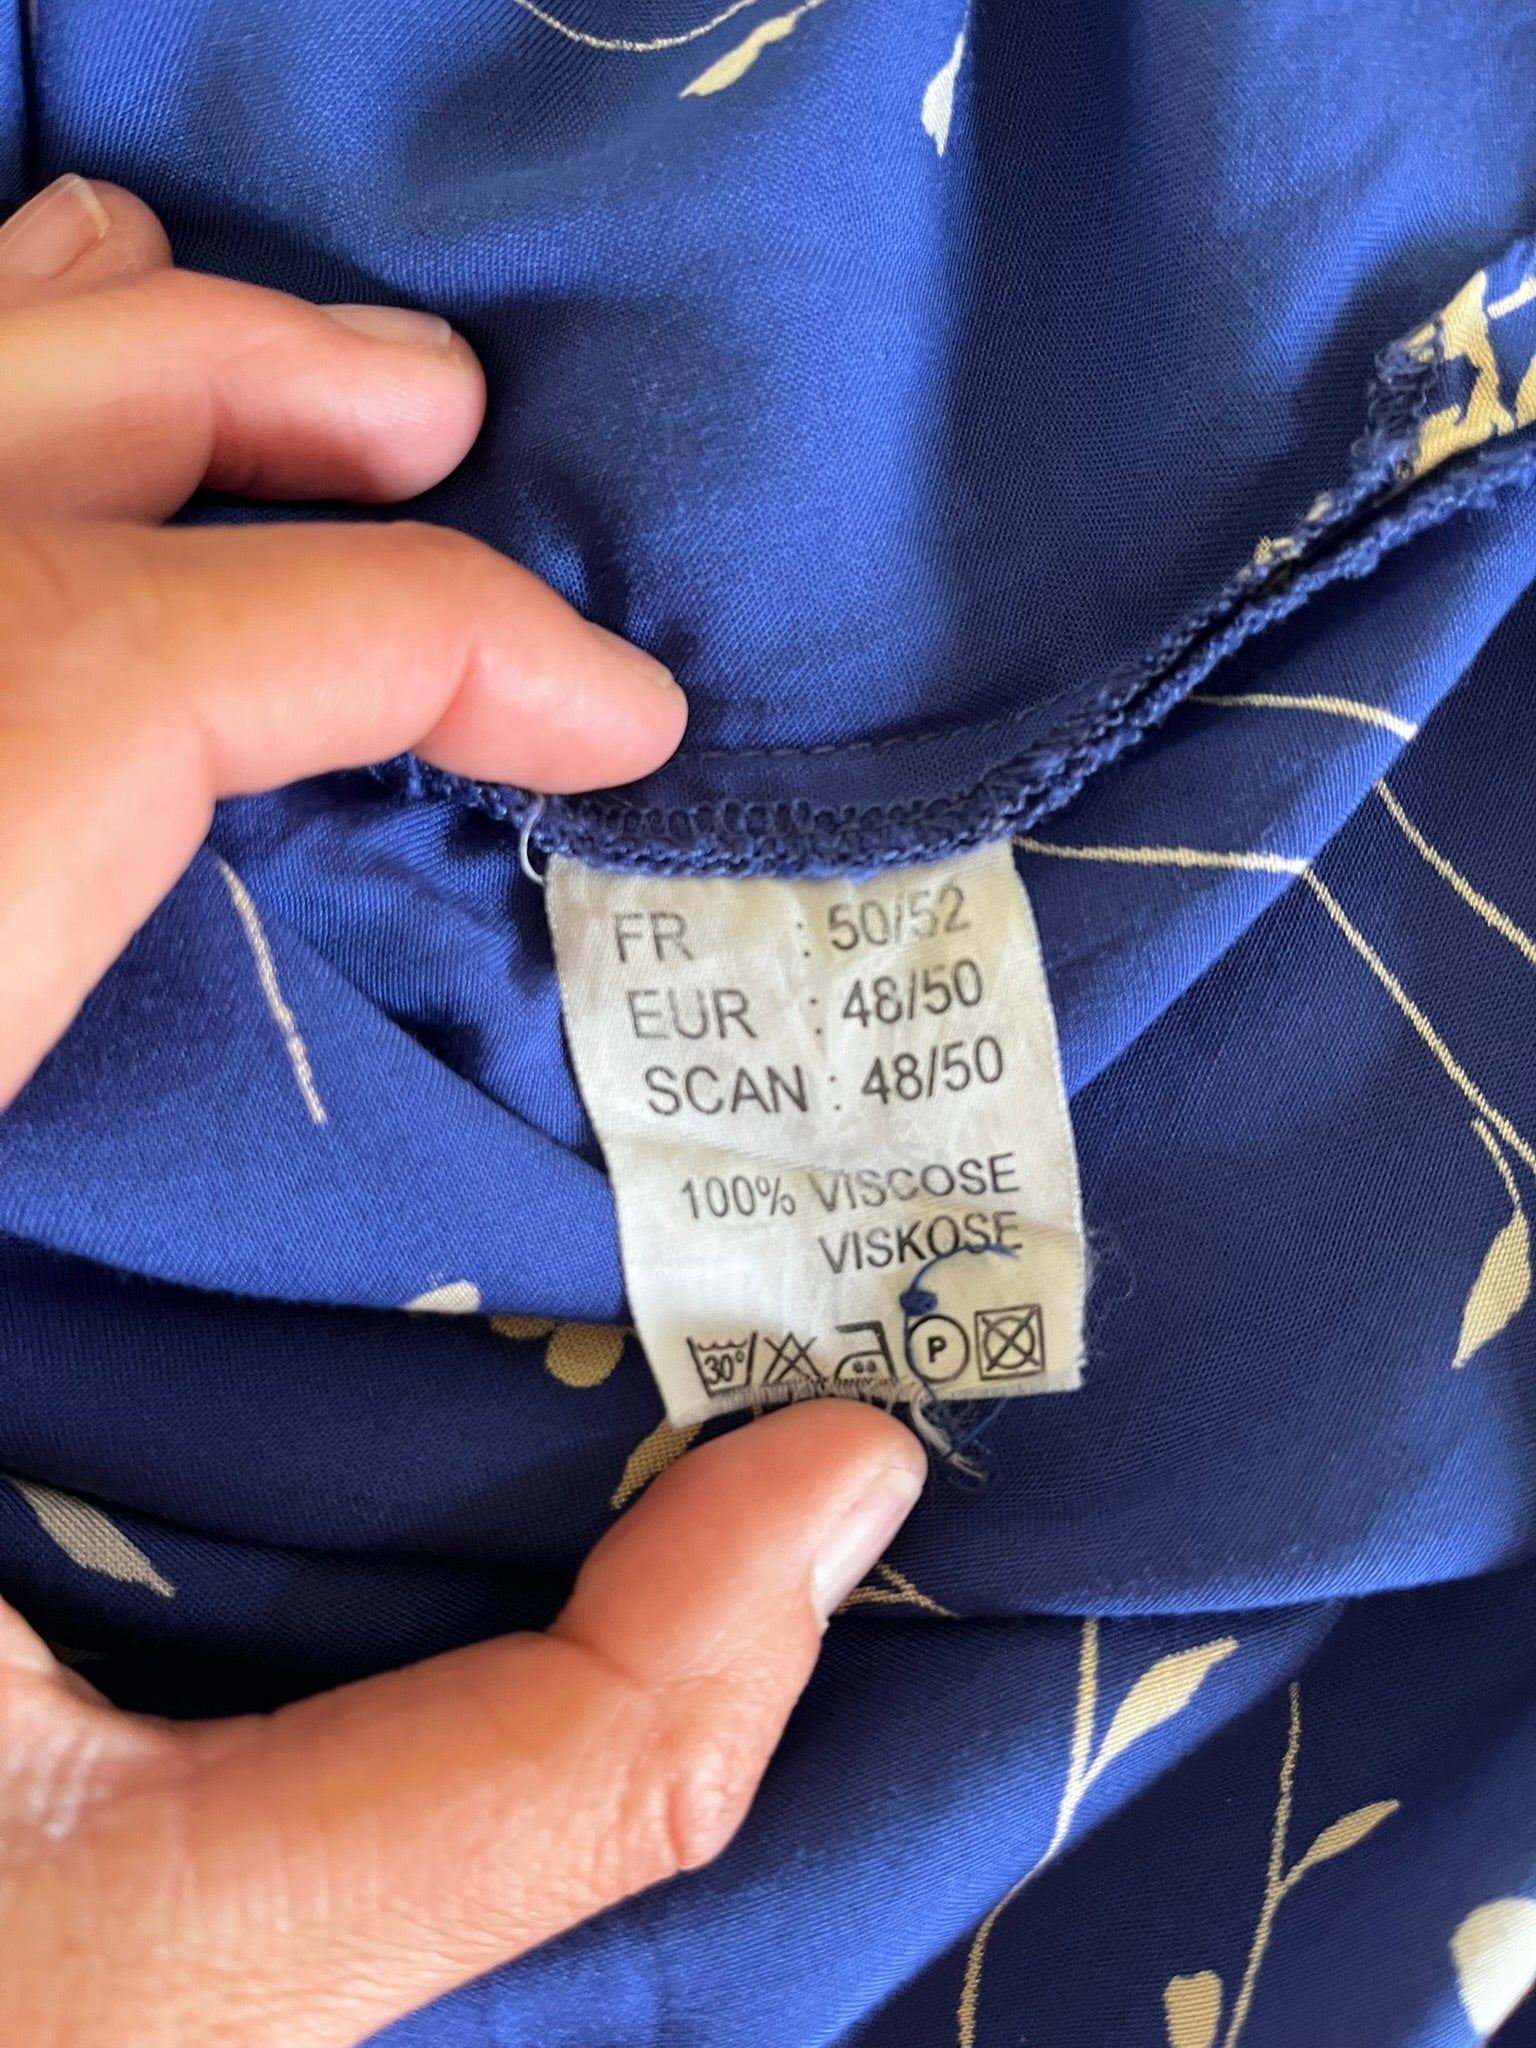 FR : 50/52
EUR : 48/50
SCAN : 48/50
100% VISCOSE
VISKOSE
30° P